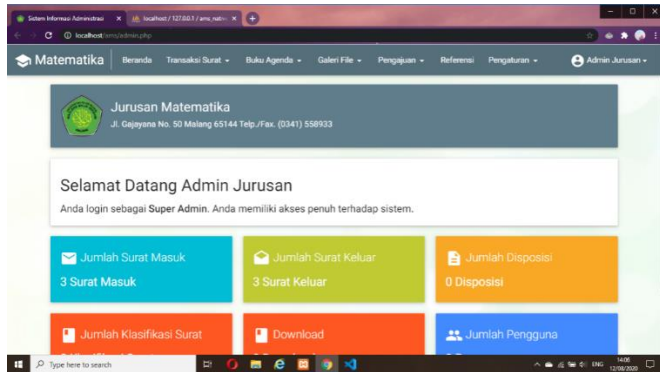 Sistem Informasi Administrasi
localhost / 127.0.0.1 / ams_native
localhost/ams/admin.php
Matematika
Beranda
Transaksi Surat
Buku Agenda
Galeri File
Pengajuan
Referensi
Pengaturan
Admin Jurusan
Jurusan Matematika
Jl. Gajayana No. 50 Malang 65144 Telp./Fax. (0341) 558933
Selamat Datang Admin Jurusan
Anda login sebagai Super Admin. Anda memiliki akses penuh terhadap sistem.
Jumlah Surat Masuk
3 Surat Masuk
Jumlah Surat Keluar
3 Surat Keluar
Jumlah Disposisi
0 Disposisi
Jumlah Klasifikasi Surat
Download
Jumlah Pengguna
Type here to search
ENG
14:06
12/08/2020